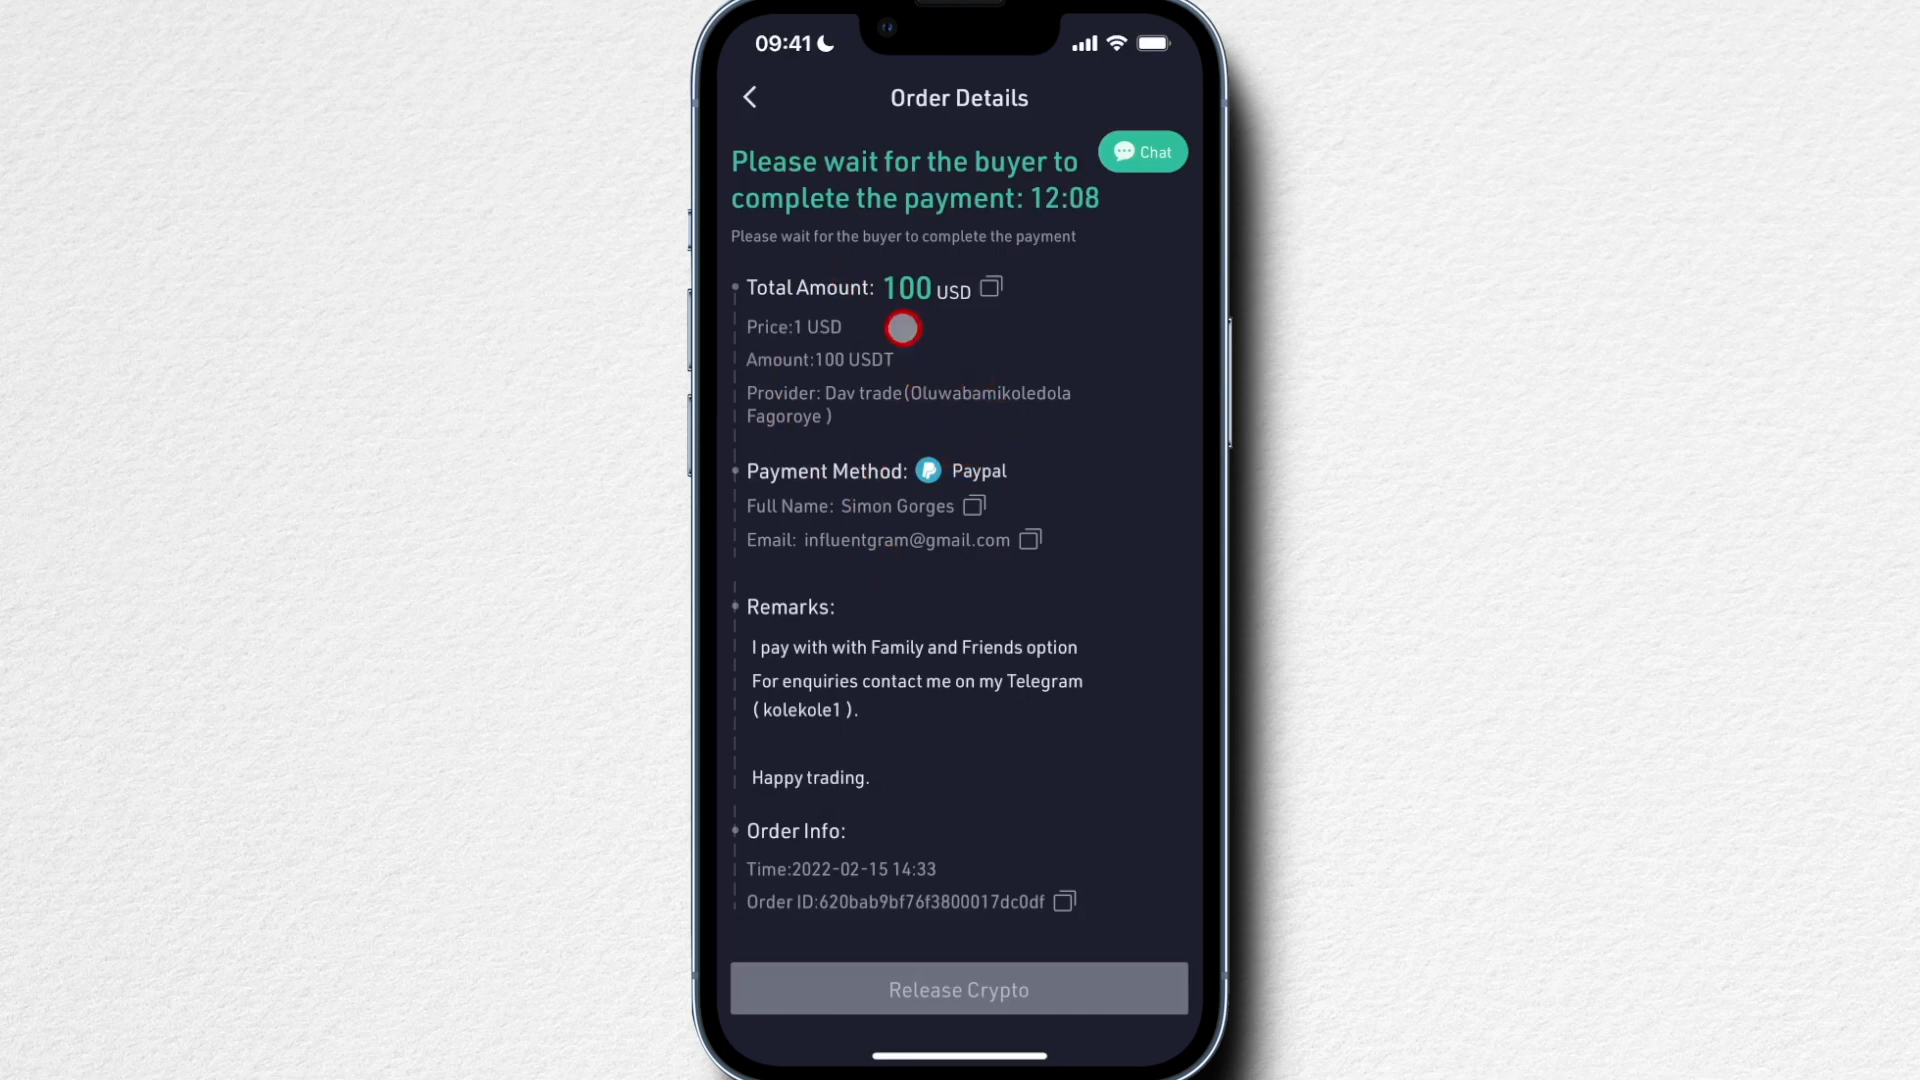 09:41
Order Details
Chat
Please wait for the buyer to
complete the payment: 12:08
Please wait for the buyer to complete the payment
Total Amount: 100 USD
Price:1 USD
Amount:100 USDT
Provider: Dav trade(Oluwabamikoledola
Fagoroye )
Payment Method: Paypal
Full Name: Simon Gorges
Email: influentgram@gmail.com
Remarks:
I pay with with Family and Friends option
For enquiries contact me on my Telegram
( kolekole1 ).
Happy trading.
Order Info:
Time:2022-02-15 14:33
Order ID:620bab9bf76f3800017dc0df
Release Crypto